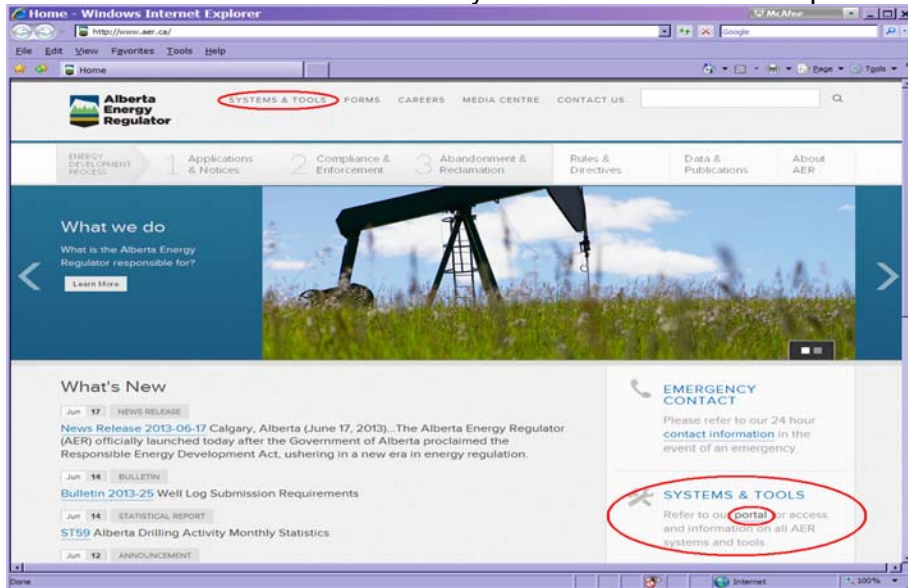 Home - Windows Internet Explorer
McAfee
http://www.aer.ca/
Google
File Edit View Favorites Tools Help
Home
Page Tools
Alberta
Energy
Regulator
SYSTEMS & TOOLS FORMS CAREERS MEDIA CENTRE CONTACT US
ENERGY
DEVELOPMENT
PROCESS
1 Applications
& Notices
2 Compliance &
Enforcement
3 Abandonment &
Reclamation
Rules &
Directives
Data &
Publications
About
AER
What we do
What is the Alberta Energy
Regulator responsible for?
Learn More
What's New
Jun 17 NEWS RELEASE
News Release 2013-06-17 Calgary, Alberta (June 17, 2013)...The Alberta Energy Regulator
(AER) officially launched today after the Government of Alberta proclaimed the
Responsible Energy Development Act, ushering in a new era in energy regulation.
Jun 14 BULLETIN
Bulletin 2013-25 Well Log Submission Requirements
Jun 14 STATISTICAL REPORT
ST59 Alberta Drilling Activity Monthly Statistics
Jun 12 ANNOUNCEMENT
EMERGENCY
CONTACT
Please refer to our 24 hour
contact information in the
event of an emergency.
SYSTEMS & TOOLS
Refer to our portal for access
and information on all AER
systems and tools.
Done
Internet
100%